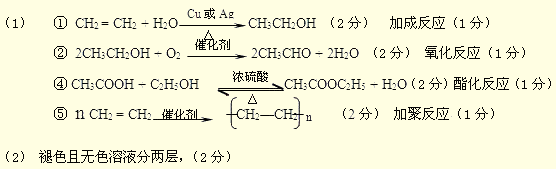 (1) ① CH2= CH2 + H2O Cu或Ag △ CH3CH2OH (2分) 加成反应(1分)
② 2CH3CH2OH + O2 催化剂 2CH3CHO + 2H2O (2分) 氧化反应(1分)
④ CH3COOH + C2H5OH 浓硫酸 △ CH3COOC2H5 + H2O(2分) 酯化反应(1分)
⑤ n CH2 = CH2 催化剂 [CH2—CH2]n (2分) 加聚反应(1分)
(2) 褪色且无色溶液分两层,(2分)